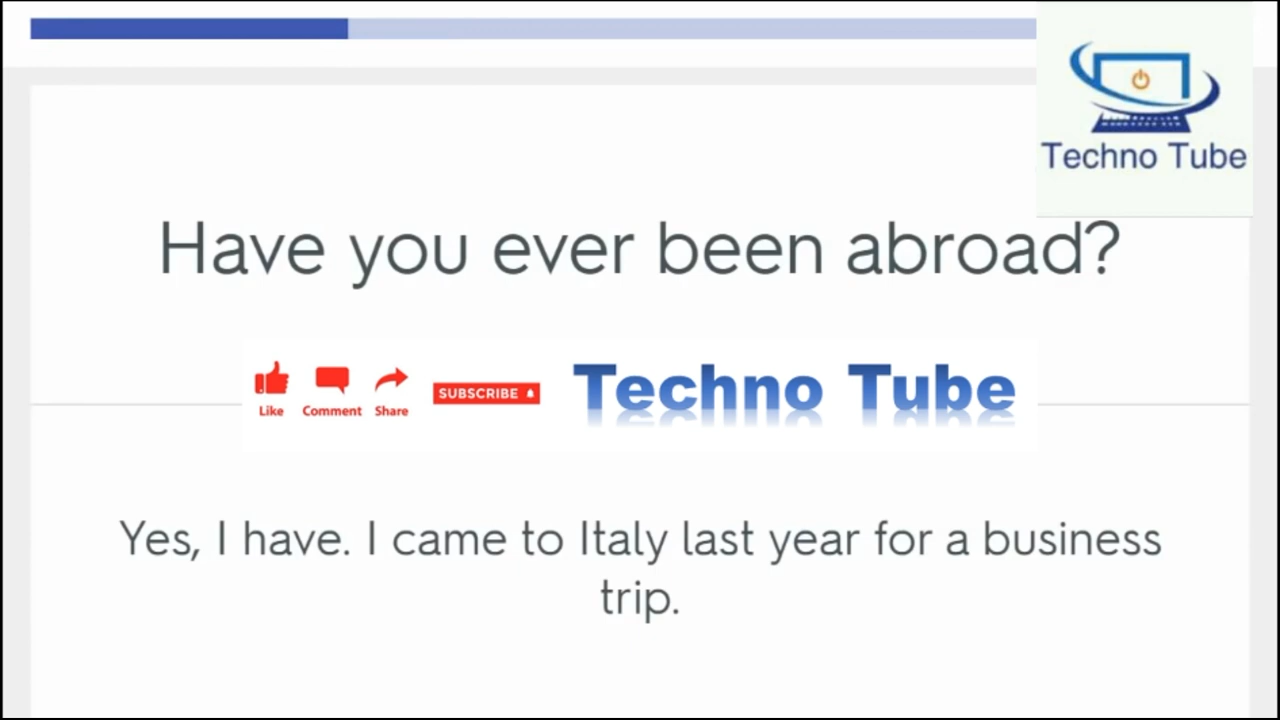 Techno Tube
Have you ever been abroad?
Like Comment Share SUBSCRIBE Techno Tube
Yes, I have. I came to Italy last year for a business
trip.